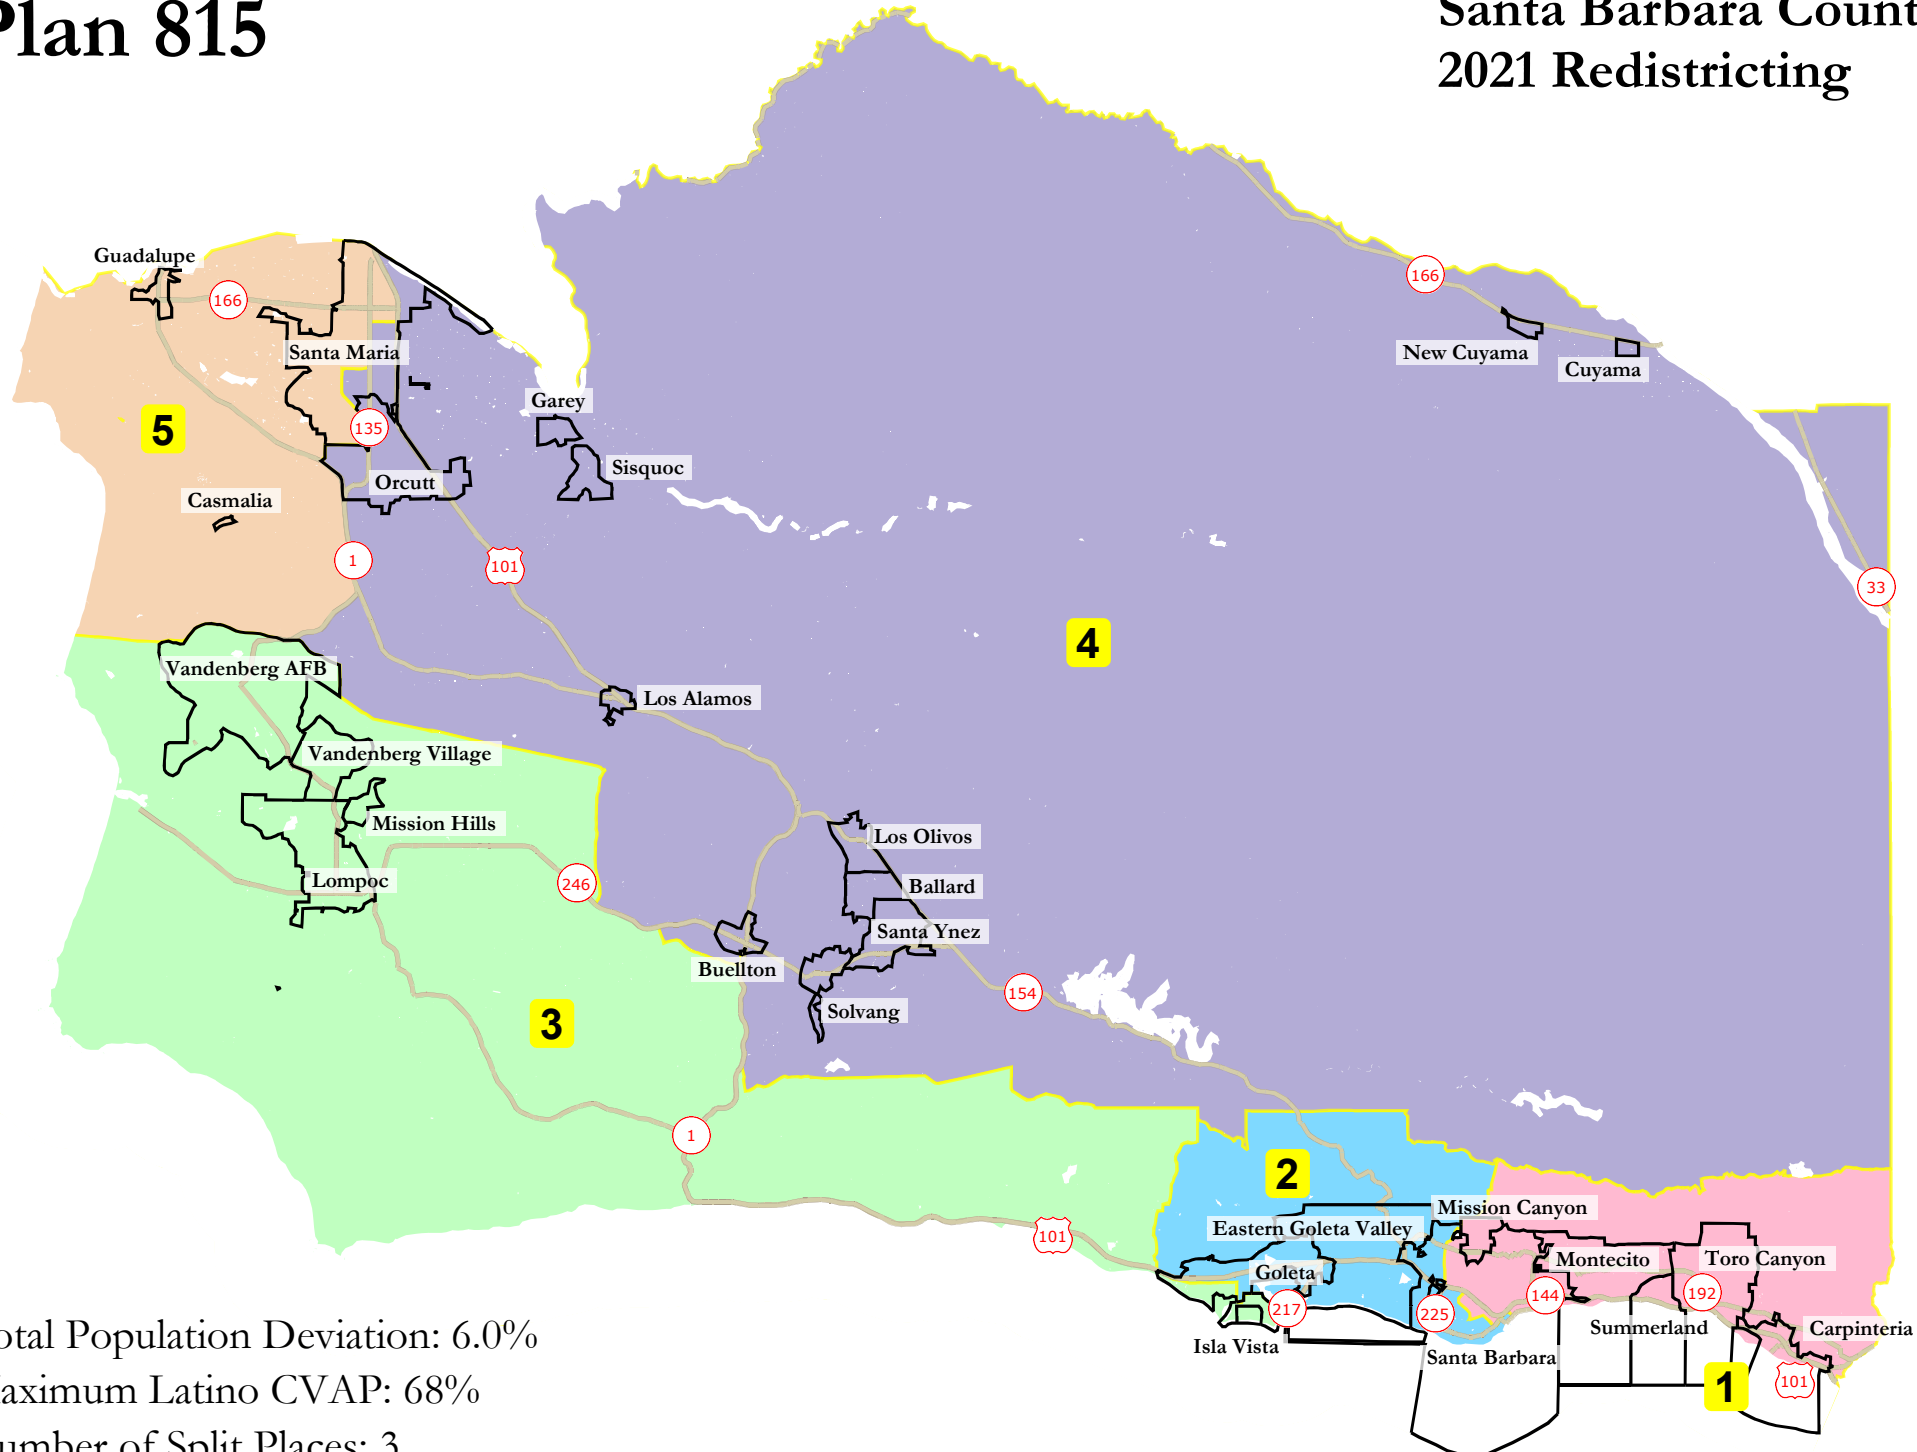 Plan 815
Santa Barbara Count
2021 Redistricting
Guadalupe
166
166
Santa Maria
New Cuyama
Cuyama
Garey
5
135
Sisquoc
Orcutt
Casmalia
1
101
33
4
Vandenberg AFB
Los Alamos
Vandenberg Village
Mission Hills
Los Olivos
Lompoc
246
Ballard
Santa Ynez
Buellton
154
Solvang
3
1
2
Mission Canyon
Eastern Goleta Valley
101
Montecito
Toro Canyon
Goleta
217
225
144
192
Isla Vista
Summerland
Carpinteria
Santa Barbara
1
101
otal Population Deviation: 6.0%
aximum Latino CVAP: 68%
umber of Split Places: 3